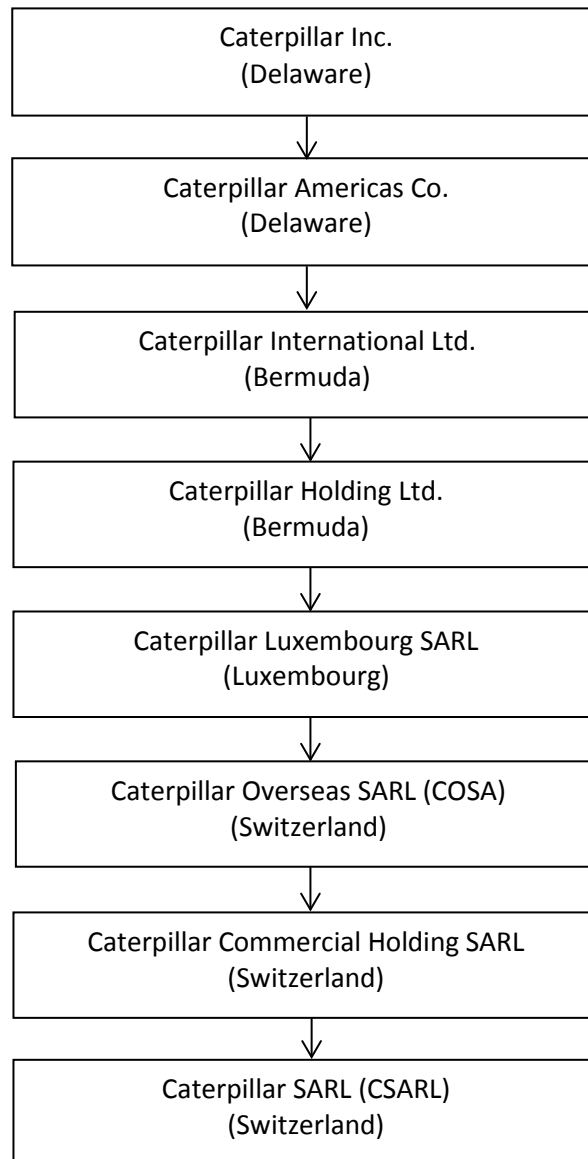 Caterpillar Inc.
(Delaware)
Caterpillar Americas Co.
(Delaware)
Caterpillar International Ltd.
(Bermuda)
Caterpillar Holding Ltd.
(Bermuda)
Caterpillar Luxembourg SARL
(Luxembourg)
Caterpillar Overseas SARL (COSA)
(Switzerland)
Caterpillar Commercial Holding SARL
(Switzerland)
Caterpillar SARL (CSARL)
(Switzerland)